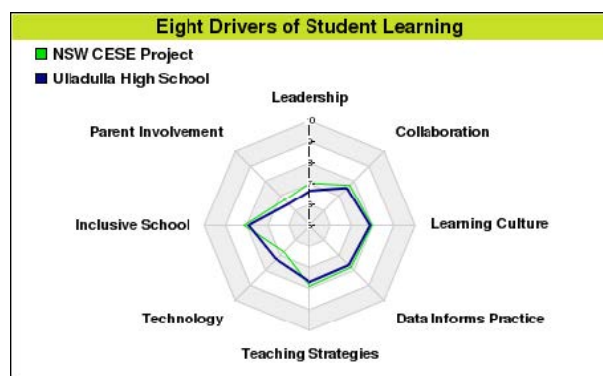 Eight Drivers of Student Learning
NSW CESE Project
Ulladulla High School
Leadership
Parent Involvement
Collaboration
Inclusive School
Learning Culture
Technology
Data Informs Practice
Teaching Strategies